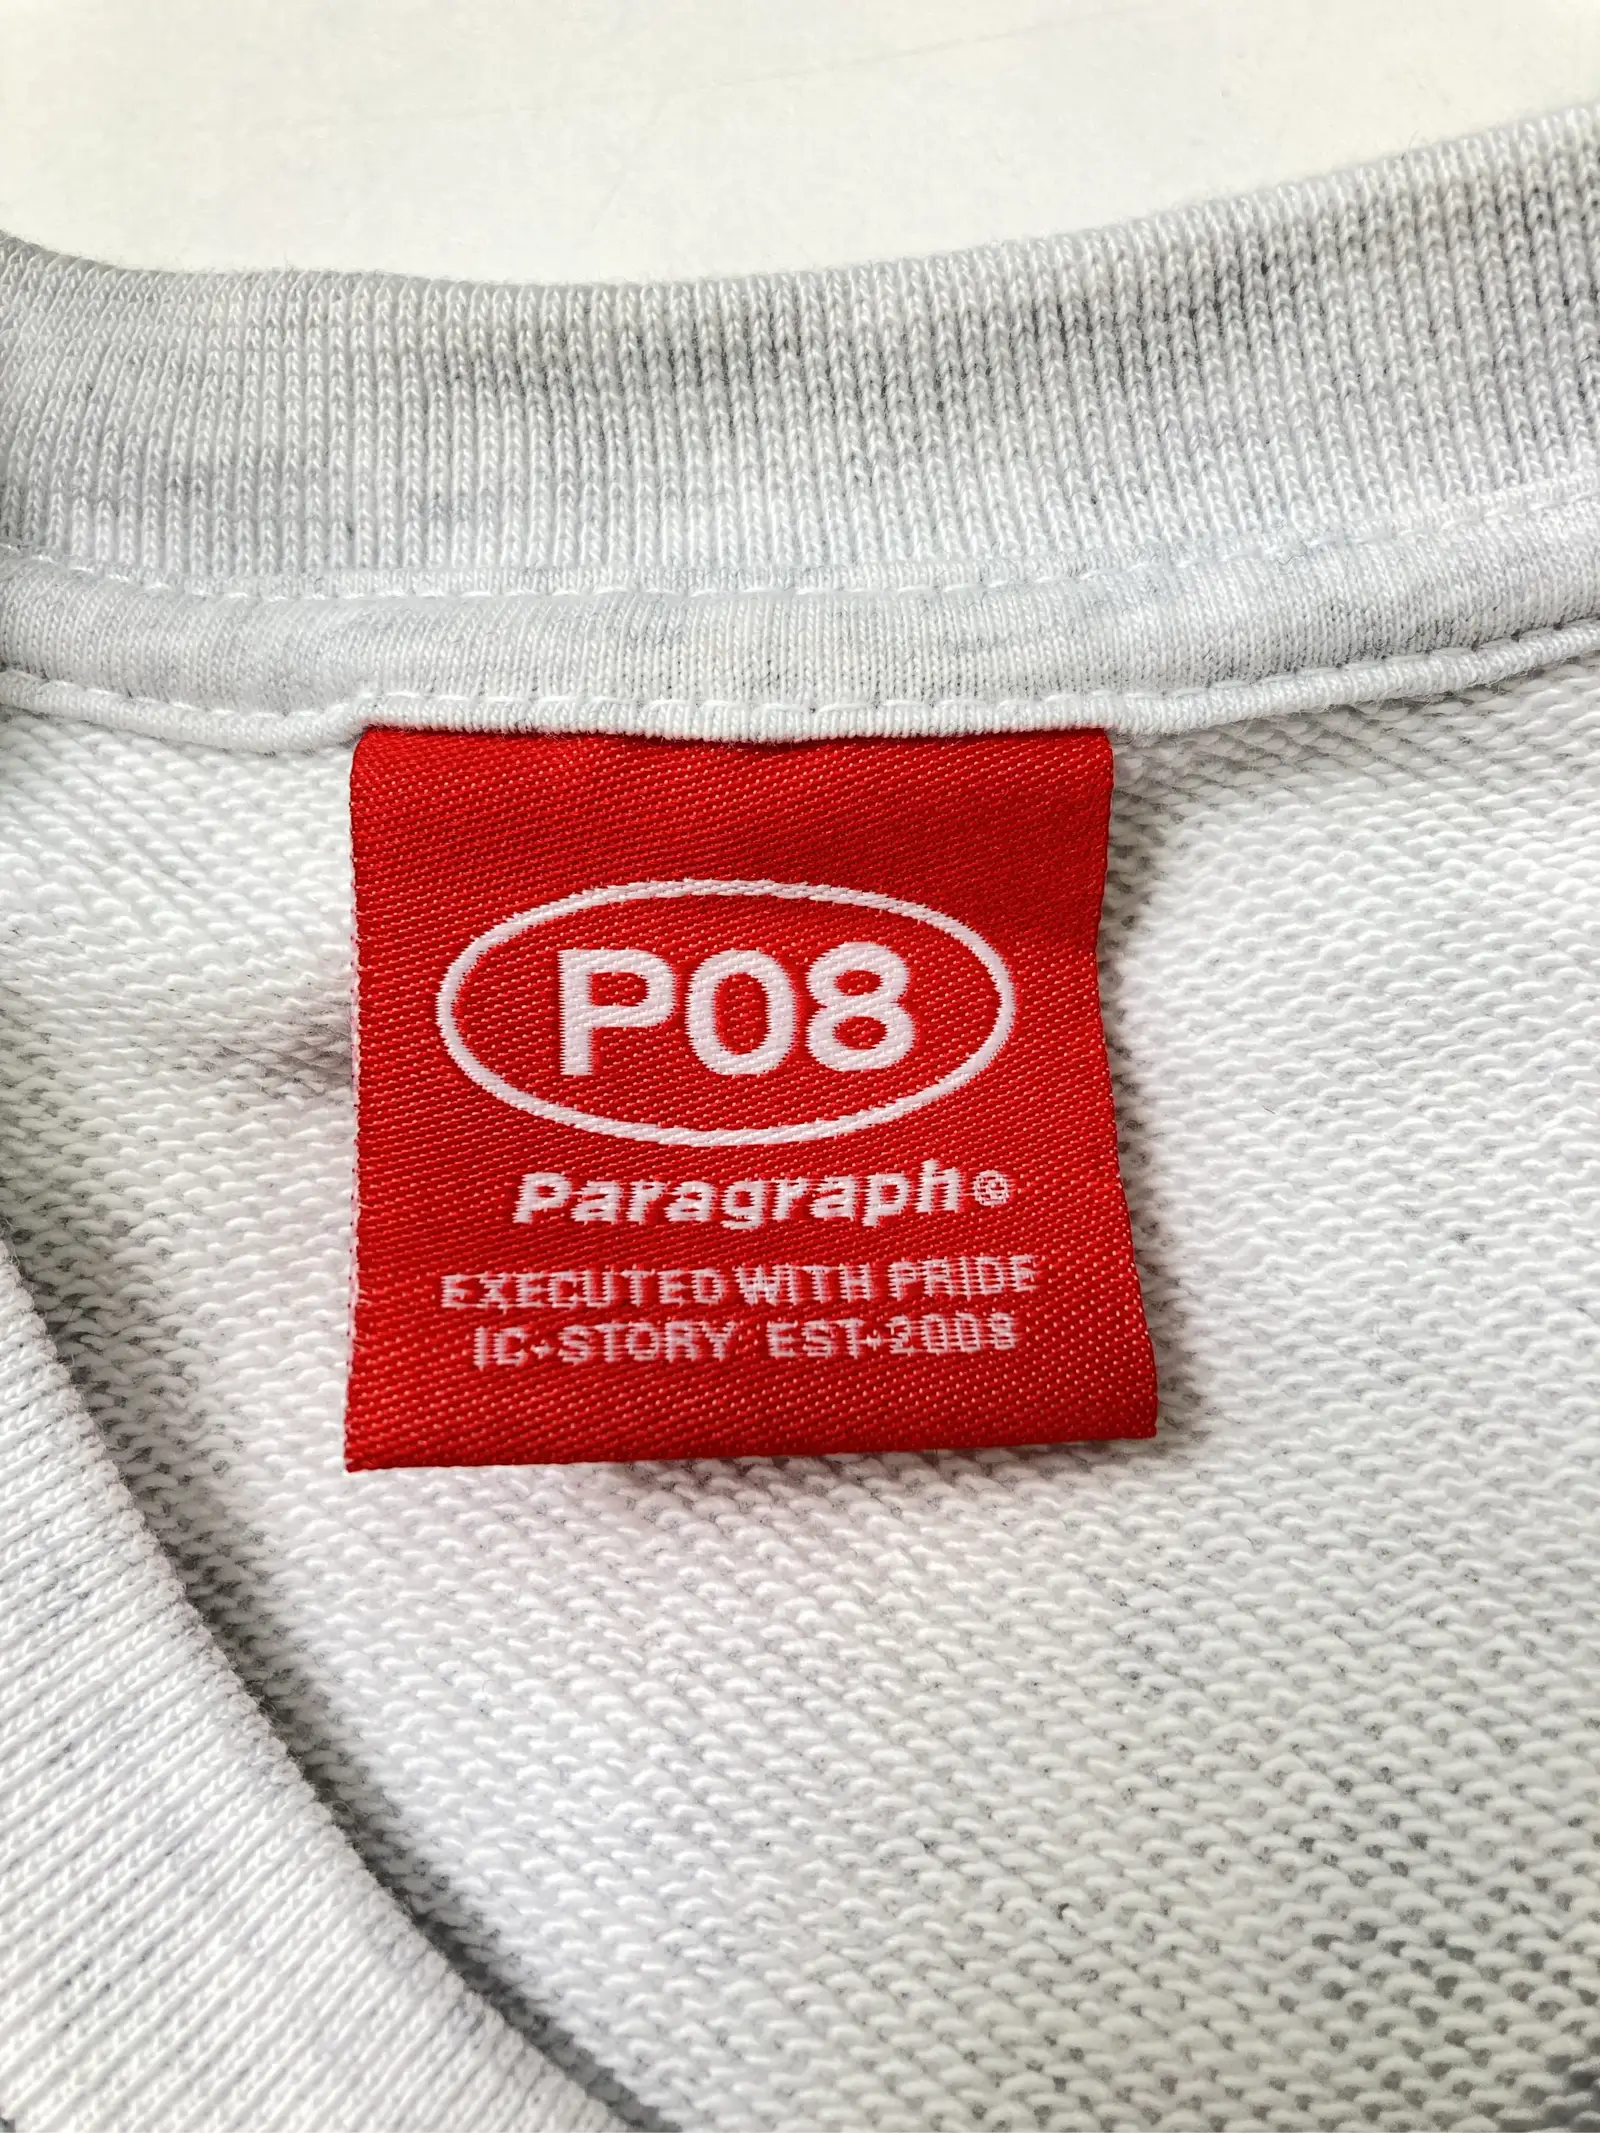 P08
Paragraph®
EXECUTED WITH PRIDE
IC-STORY EST-2008